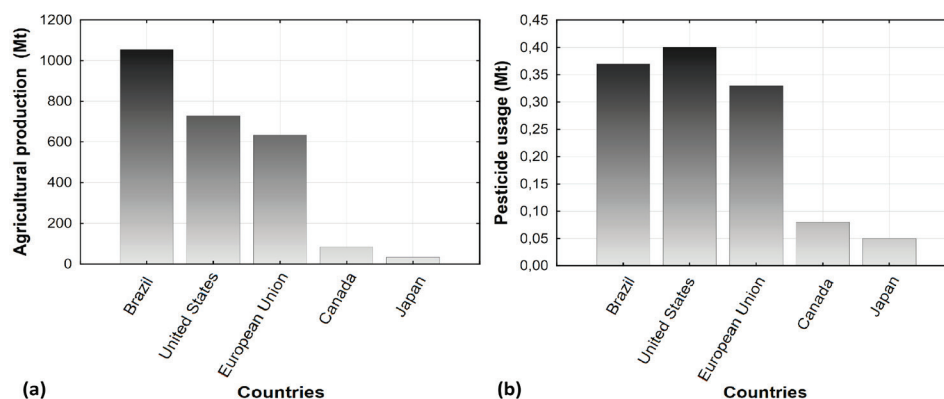 Agricultural production (Mt)
1200
1000
800
600
400
200
0
Brazil
United States
European Union
Canada
Japan
(a)
Countries
Pesticide usage (Mt)
0,45
0,40
0,35
0,30
0,25
0,20
0,15
0,10
0,05
0,00
Brazil
United States
European Union
Canada
Japan
(b)
Countries